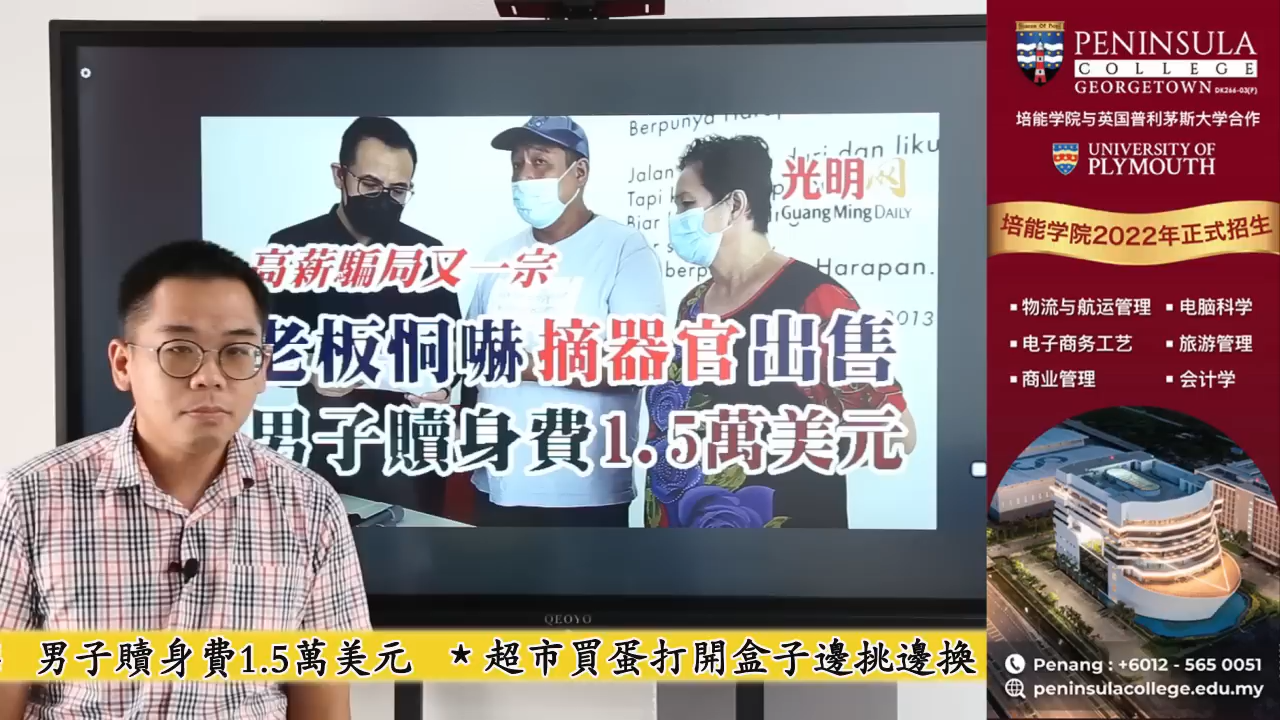 Berpunya Harap
dan liku
Jalan
Tapi k
Biar
berp
Harapan.
2013
光明网
Guang Ming DAILY
高薪騙局又一宗
老板恫嚇 摘器官 出售
男子贖身費1.5萬美元
QEOYO
男子贖身費1.5萬美元 *超市買蛋打開盒子邊挑邊換
PENINSULA
COLLEGE
GEORGETOWN DK266-03(P)
培能学院与英国普利茅斯大学合作
UNIVERSITY OF
PLYMOUTH
培能学院2022年正式招生
▪ 物流与航运管理 ▪ 电脑科学
▪ 电子商务工艺 ▪ 旅游管理
▪ 商业管理 ▪ 会计学
Penang : +6012 - 565 0051
peninsulacollege.edu.my